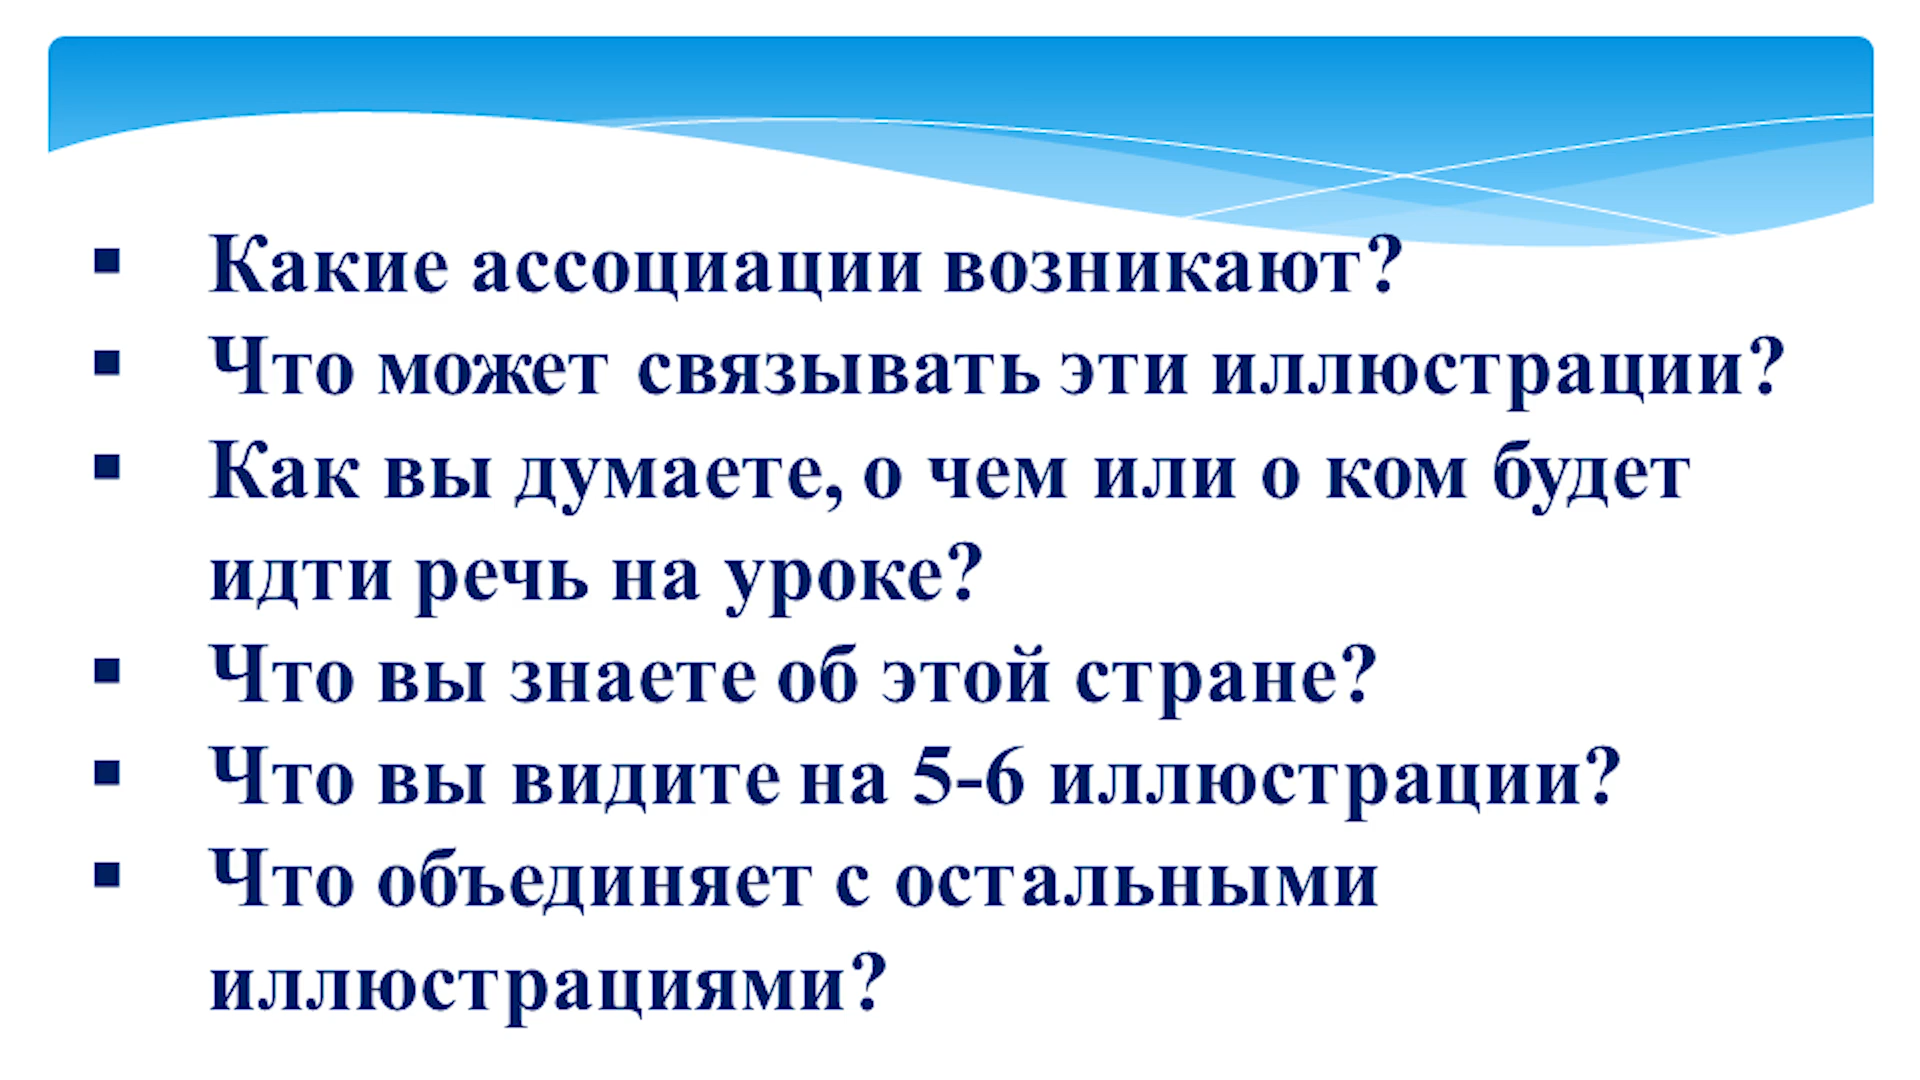 ▪ Какие ассоциации возникают?
▪ Что может связывать эти иллюстрации?
▪ Как вы думаете, о чем или о ком будет
идти речь на уроке?
▪ Что вы знаете об этой стране?
▪ Что вы видите на 5-6 иллюстрации?
▪ Что объединяет с остальными
иллюстрациями?